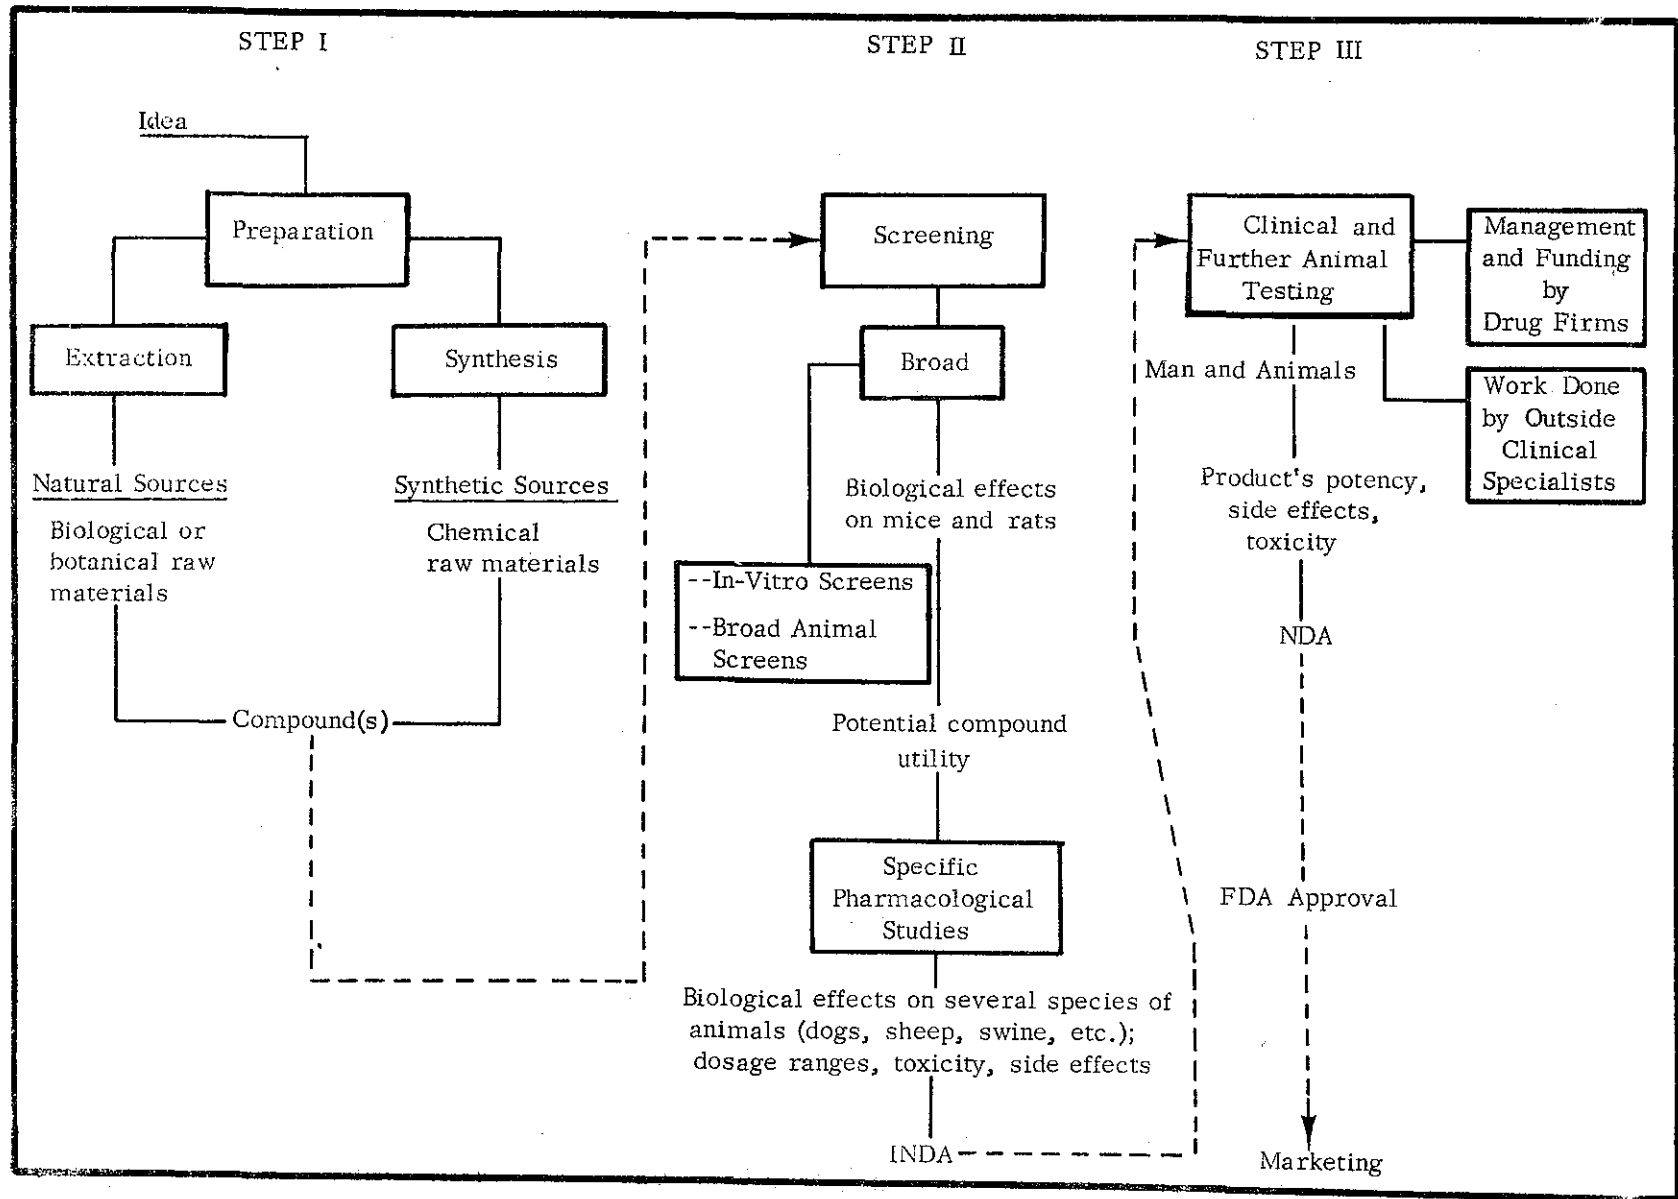 STEP I
Idea
Preparation
Extraction
Synthesis
Natural Sources
Biological or
botanical raw
materials
Synthetic Sources
Chemical
raw materials
Compound(s)
STEP II
Screening
Broad
Biological effects
on mice and rats
--In-Vitro Screens
--Broad Animal
Screens
Potential compound
utility
Specific
Pharmacological
Studies
Biological effects on several species of
animals (dogs, sheep, swine, etc.);
dosage ranges, toxicity, side effects
INDA
STEP III
Clinical and
Further Animal
Testing
Management
and Funding
by
Drug Firms
Man and Animals
Work Done
by Outside
Clinical
Specialists
Product's potency,
side effects,
toxicity
NDA
FDA Approval
Marketing